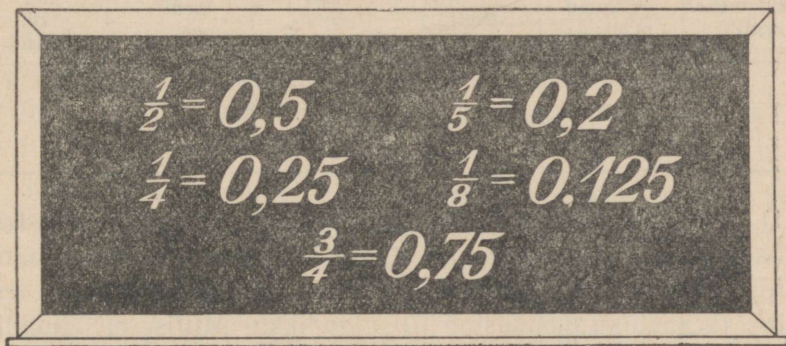 1/2 = 0,5 1/5 = 0,2
1/4 = 0,25 1/8 = 0.125
3/4 = 0,75